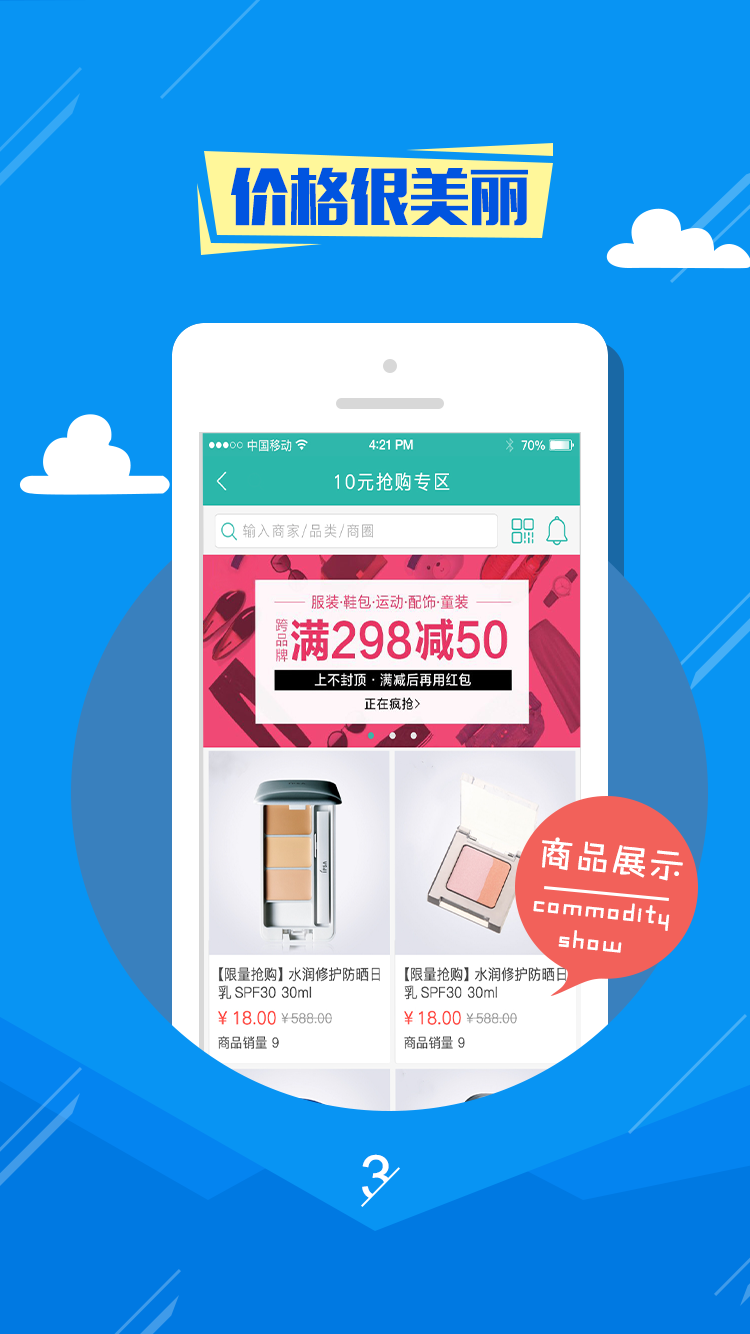 价格很美丽
中国移动
4:21 PM
70%
10元抢购专区
输入商家/品类/商圈
服装·鞋包·运动·配饰·童装
跨品牌
满298减50
上不封顶·满减后再用红包
正在疯抢>
【限量抢购】水润修护防晒日
乳 SPF30 30ml
¥ 18.00 ¥588.00
商品销量 9
【限量抢购】水润修护防晒日
乳 SPF30 30ml
¥ 18.00 ¥588.00
商品销量 9
商品展示
commodity
show
3